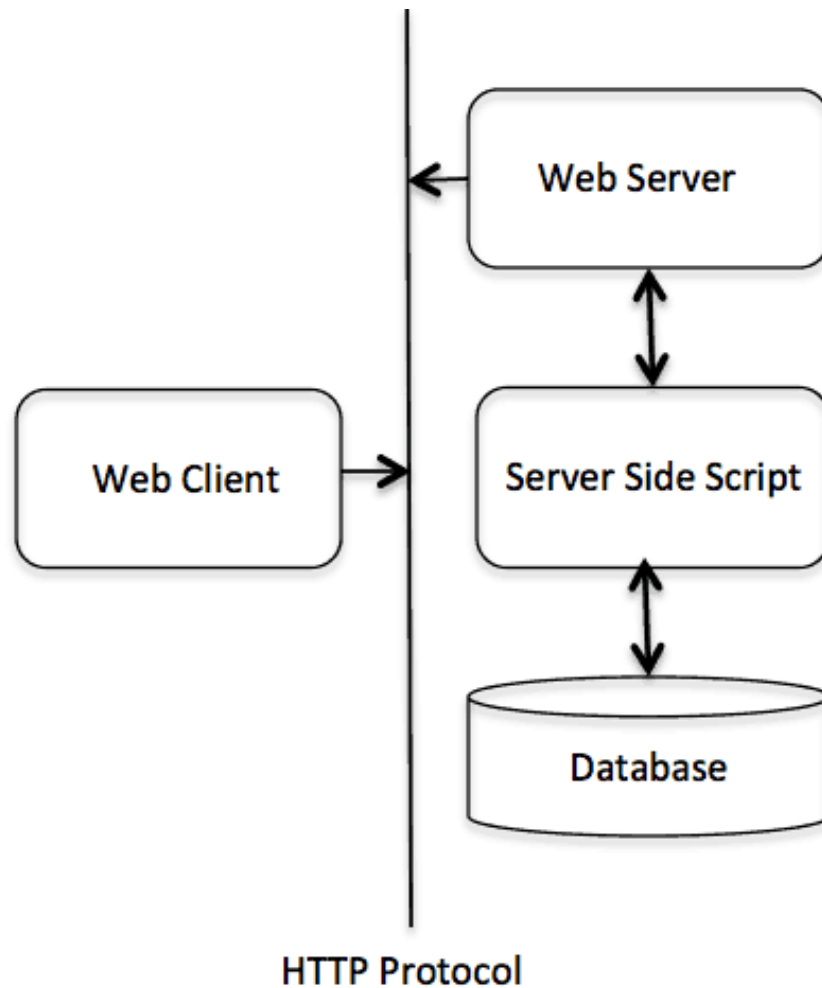 Web Server
Web Client
Server Side Script
Database
HTTP Protocol